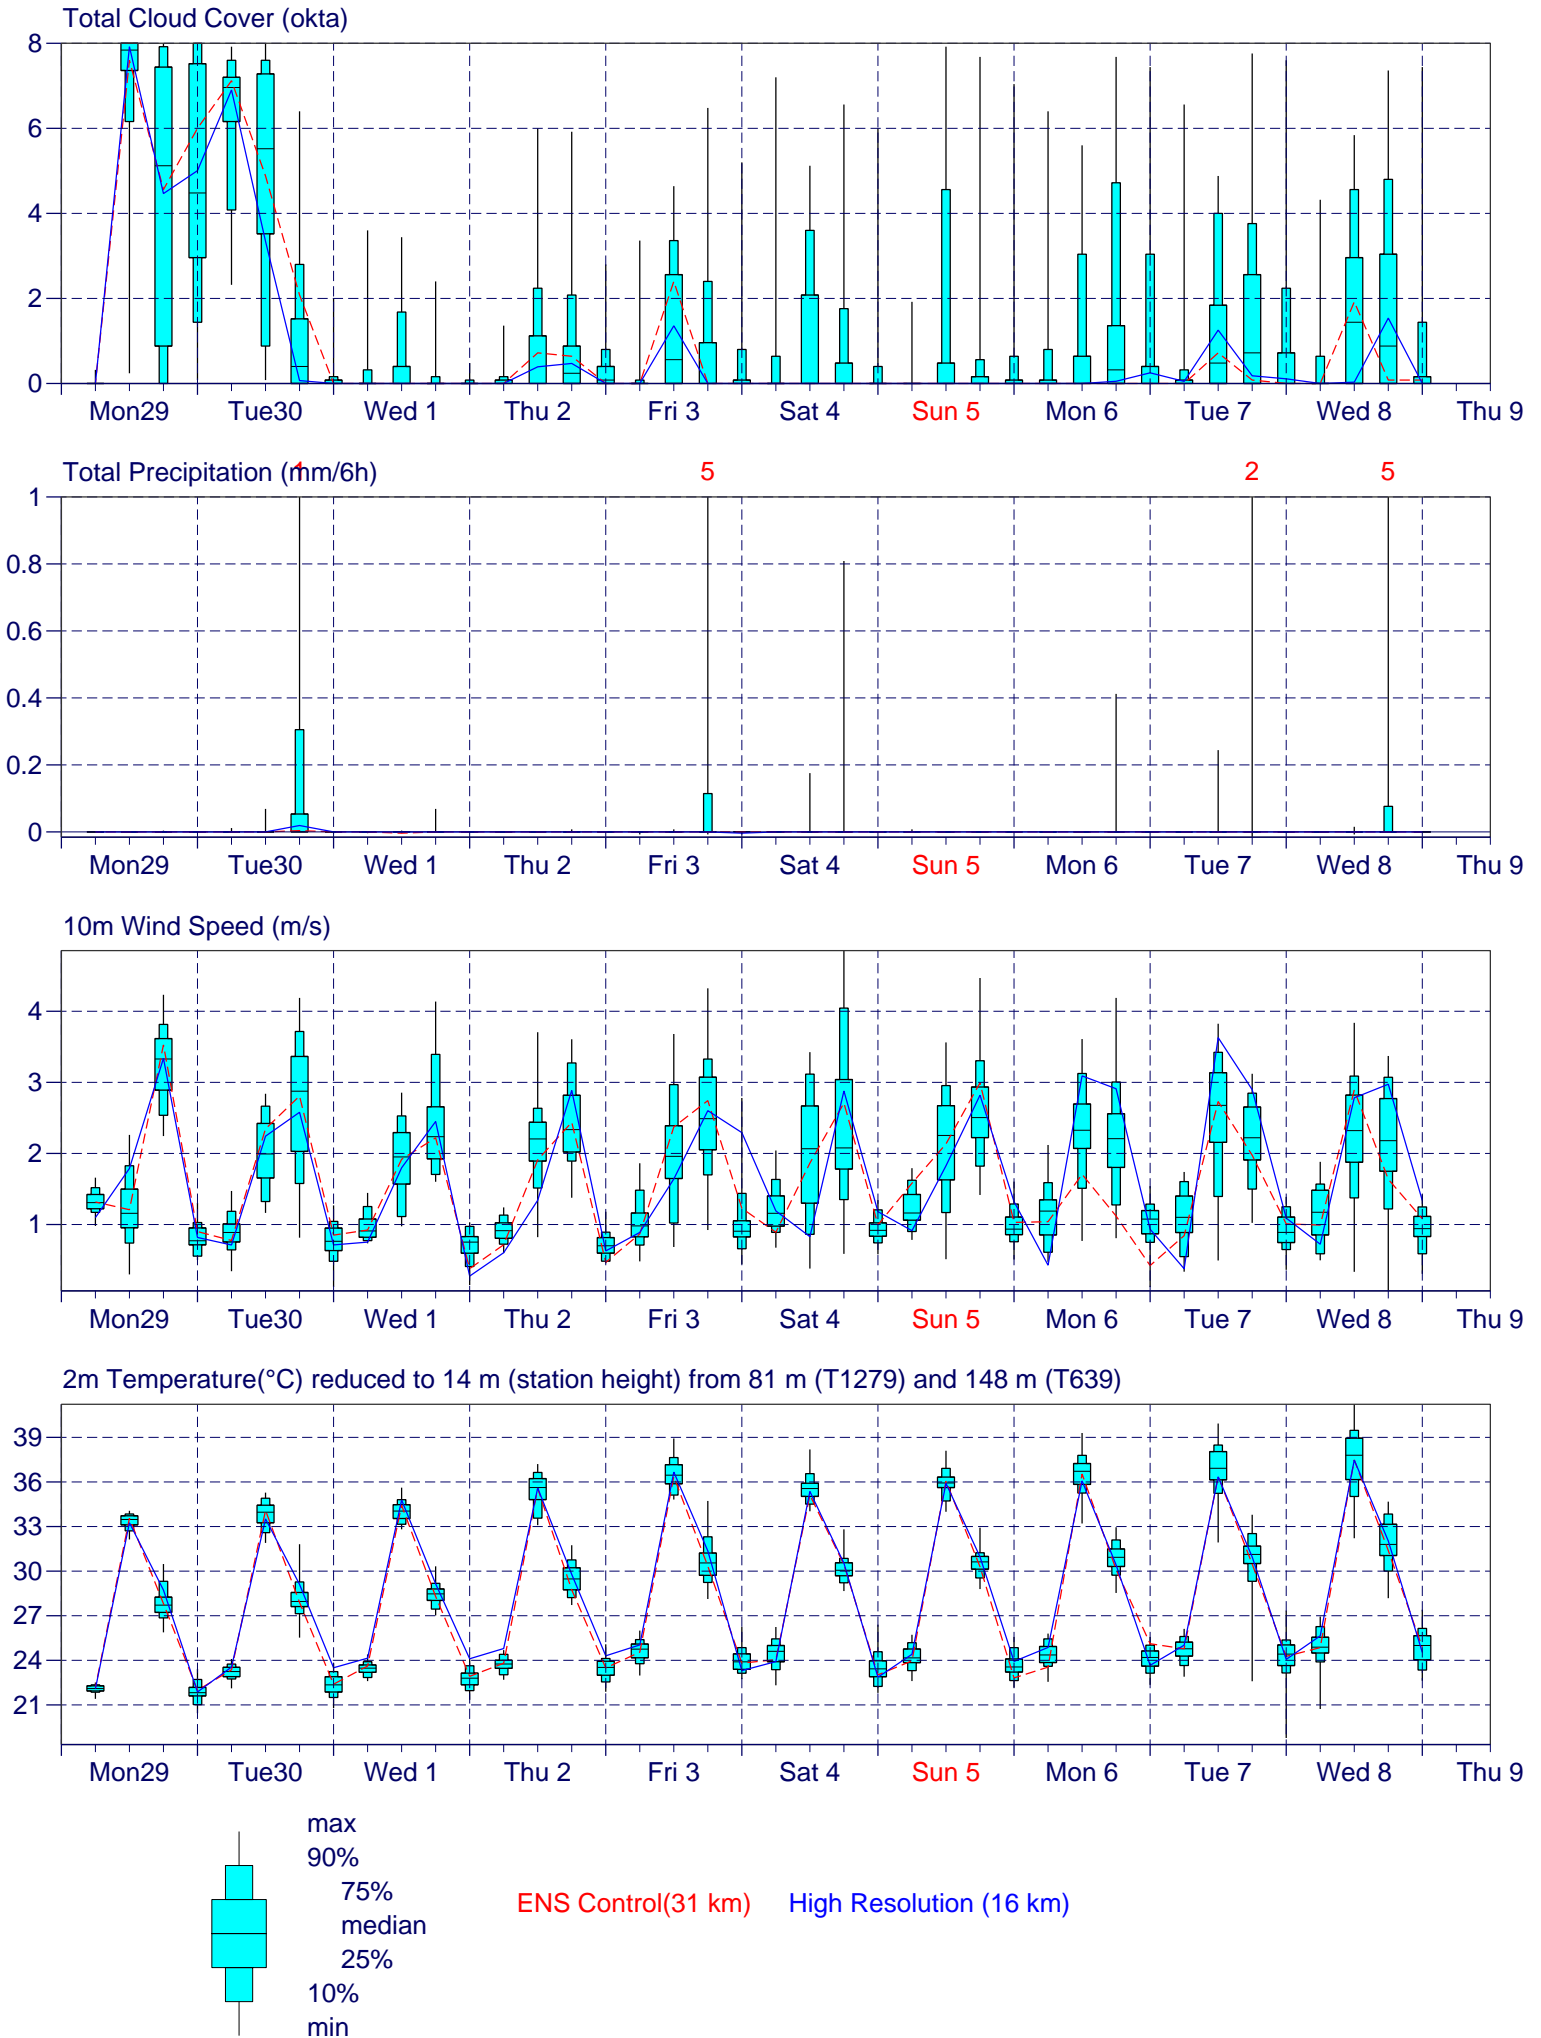 Total Cloud Cover (okta)
8
6
4
2
0
Mon29 Tue30 Wed 1 Thu 2 Fri 3 Sat 4 Sun 5 Mon 6 Tue 7 Wed 8 Thu 9
Total Precipitation (mm/6h) 1 5 2 5
1
0.8
0.6
0.4
0.2
0
Mon29 Tue30 Wed 1 Thu 2 Fri 3 Sat 4 Sun 5 Mon 6 Tue 7 Wed 8 Thu 9
10m Wind Speed (m/s)
4
3
2
1
Mon29 Tue30 Wed 1 Thu 2 Fri 3 Sat 4 Sun 5 Mon 6 Tue 7 Wed 8 Thu 9
2m Temperature(°C) reduced to 14 m (station height) from 81 m (T1279) and 148 m (T639)
39
36
33
30
27
24
21
Mon29 Tue30 Wed 1 Thu 2 Fri 3 Sat 4 Sun 5 Mon 6 Tue 7 Wed 8 Thu 9
max
90%
75%
median
25%
10%
min
ENS Control(31 km) High Resolution (16 km)